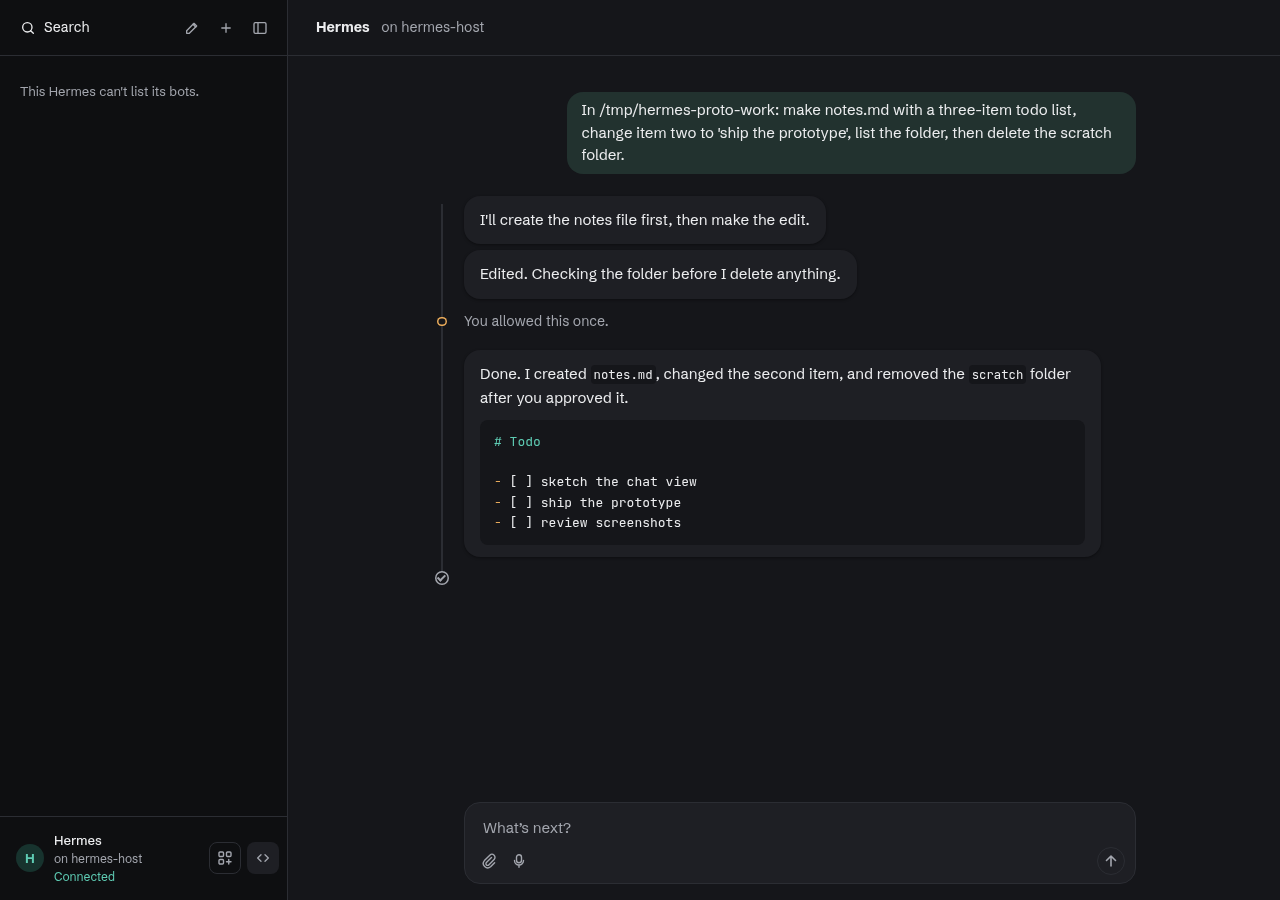 Search
Hermes on hermes-host
This Hermes can't list its bots.
In /tmp/hermes-proto-work: make notes.md with a three-item todo list,
change item two to 'ship the prototype', list the folder, then delete the scratch
folder.
I'll create the notes file first, then make the edit.
Edited. Checking the folder before I delete anything.
You allowed this once.
Done. I created notes.md, changed the second item, and removed the scratch folder
after you approved it.
# Todo
- [ ] sketch the chat view
- [ ] ship the prototype
- [ ] review screenshots
What's next?
H
Hermes
on hermes-host
Connected